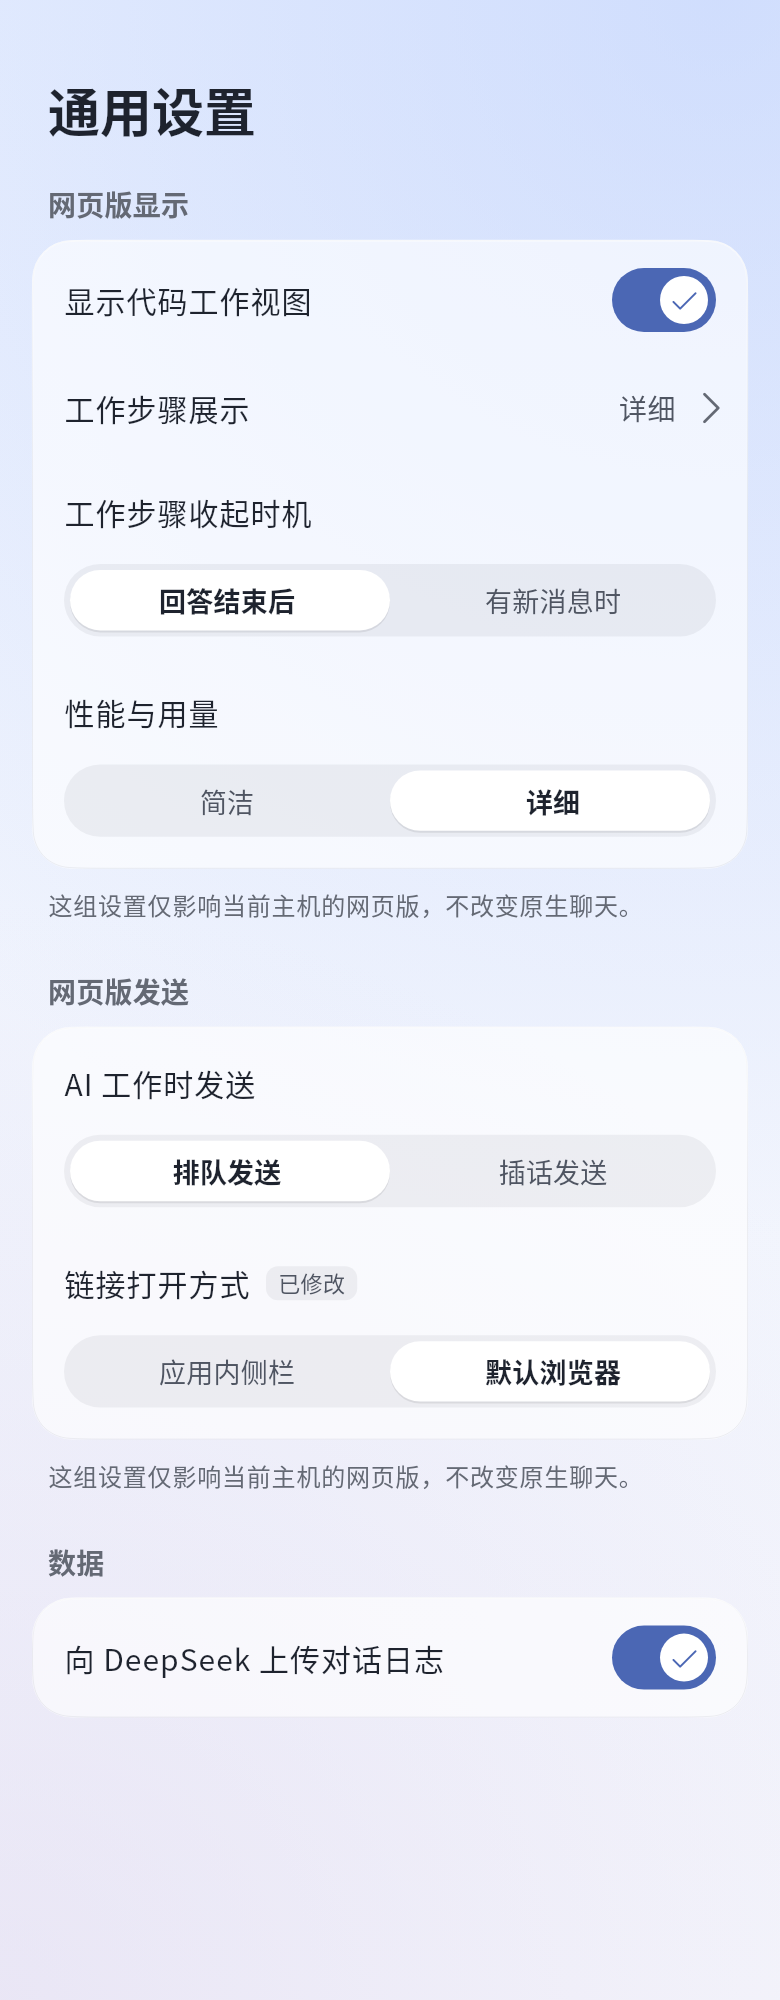 通用设置
网页版显示
显示代码工作视图
工作步骤展示 详细
工作步骤收起时机
回答结束后 有新消息时
性能与用量
简洁 详细
这组设置仅影响当前主机的网页版，不改变原生聊天。
网页版发送
AI 工作时发送
排队发送 插话发送
链接打开方式 已修改
应用内侧栏 默认浏览器
这组设置仅影响当前主机的网页版，不改变原生聊天。
数据
向 DeepSeek 上传对话日志